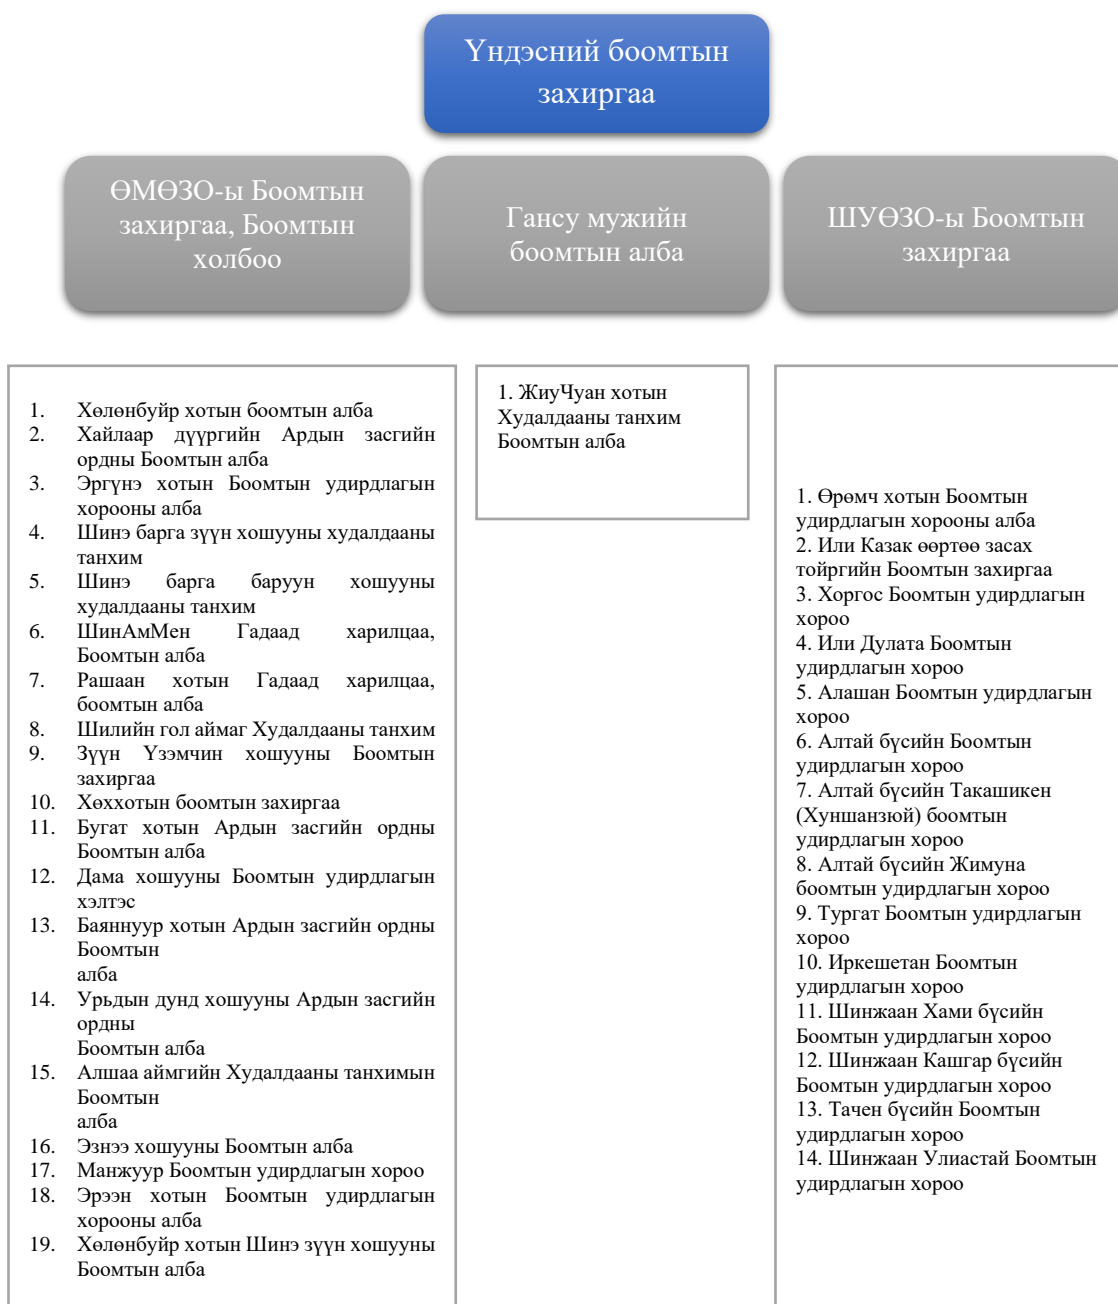 Үндэсний боомтын
захиргаа
ӨМӨЗО-ы Боомтын
захиргаа, Боомтын
холбоо
Гансу мужийн
боомтын алба
ШУӨЗО-ы Боомтын
захиргаа
1. Хөлөнбуйр хотын боомтын алба
2. Хайлаар дүүргийн Ардын засгийн
ордны Боомтын алба
3. Эргүнэ хотын Боомтын удирдлагын
хорооны алба
4. Шинэ барга зүүн хошууны худалдааны
танхим
5. Шинэ барга баруун хошууны
худалдааны танхим
6. ШинАмМен Гадаад харилцаа,
Боомтын алба
7. Рашаан хотын Гадаад харилцаа,
боомтын алба
8. Шилийн гол аймаг Худалдааны танхим
9. Зүүн Үзэмчин хошууны Боомтын
захиргаа
10. Хөххотын боомтын захиргаа
11. Бугат хотын Ардын засгийн ордны
Боомтын алба
12. Дама хошууны Боомтын удирдлагын
хэлтэс
13. Баяннуур хотын Ардын засгийн ордны
Боомтын
алба
14. Урьдын дунд хошууны Ардын засгийн
ордны
Боомтын алба
15. Алшаа аймгийн Худалдааны танхимын
Боомтын
алба
16. Эзнээ хошууны Боомтын алба
17. Манжуур Боомтын удирдлагын хороо
18. Эрээн хотын Боомтын удирдлагын
хорооны алба
19. Хөлөнбуйр хотын Шинэ зүүн хошууны
Боомтын алба
1. ЖиуЧуан хотын
Худалдааны танхим
Боомтын алба
1. Өрөмч хотын Боомтын
удирдлагын хорооны алба
2. Или Казак өөртөө засах
тойргийн Боомтын захиргаа
3. Хоргос Боомтын удирдлагын
хороо
4. Или Дулата Боомтын
удирдлагын хороо
5. Алашан Боомтын удирдлагын
хороо
6. Алтай бүсийн Боомтын
удирдлагын хороо
7. Алтай бүсийн Такашикен
(Хуншанзюй) боомтын
удирдлагын хороо
8. Алтай бүсийн Жимуна
боомтын удирдлагын хороо
9. Тургат Боомтын удирдлагын
хороо
10. Иркешетан Боомтын
удирдлагын хороо
11. Шинжаан Хами бүсийн
Боомтын удирдлагын хороо
12. Шинжаан Кашгар бүсийн
Боомтын удирдлагын хороо
13. Тачен бүсийн Боомтын
удирдлагын хороо
14. Шинжаан Улиастай Боомтын
удирдлагын хороо